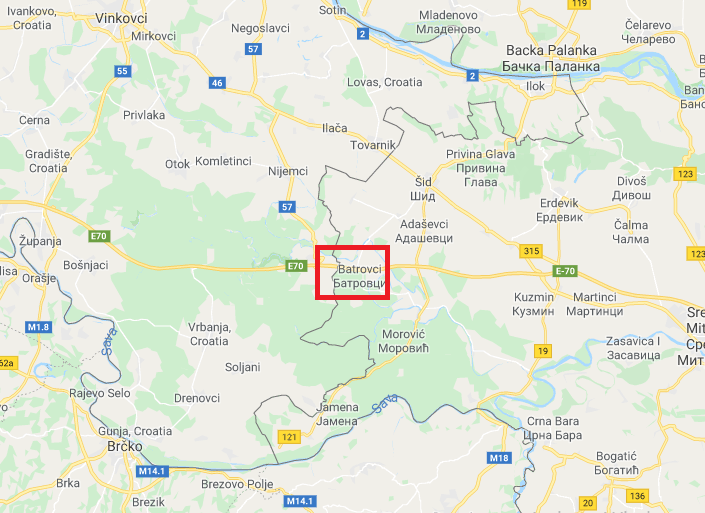 Ivankovo,
Croatia
Vinkovci
Mirkovci
Negoslavci
57
Sotin
2
Mladenovo
Младеново
119
Čelarevo
Челарево
Backa Palanka
Бачка Паланка
Ilok
2
55
46
Lovas, Croatia
Cerna
Privlaka
Ilača
Tovarnik
Gradište,
Croatia
Otok
Komletinci
Nijemci
Privina Glava
Привина
Глава
Šid
Шид
123
Divoš
Дивош
57
Erdevik
Ердевик
Čalma
Чалма
Adaševci
Адашевци
Županja
E70
315
Bošnjaci
E70
Batrovci
Батровци
E-70
Orašje
Kuzmin
Кузмин
Martinci
Мартинци
M1.8
Sava
Vrbanja,
Croatia
Morović
Моровић
19
Zasavica I
Засавица
62a
Soljani
Rajevo Selo
Drenovci
Jamena
Јамена
Sava
Gunja, Croatia
Brčko
121
Crna Bara
Црна Бара
M14.1
M18
Bogatić
Богатић
Brka
Brezovo Polje
Brezik
M14.1
20
136